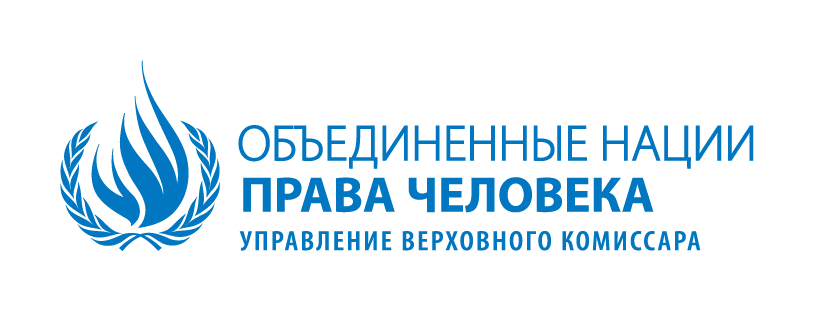 ОБЪЕДИНЕННЫЕ НАЦИИ
ПРАВА ЧЕЛОВЕКА
УПРАВЛЕНИЕ ВЕРХОВНОГО КОМИССАРА